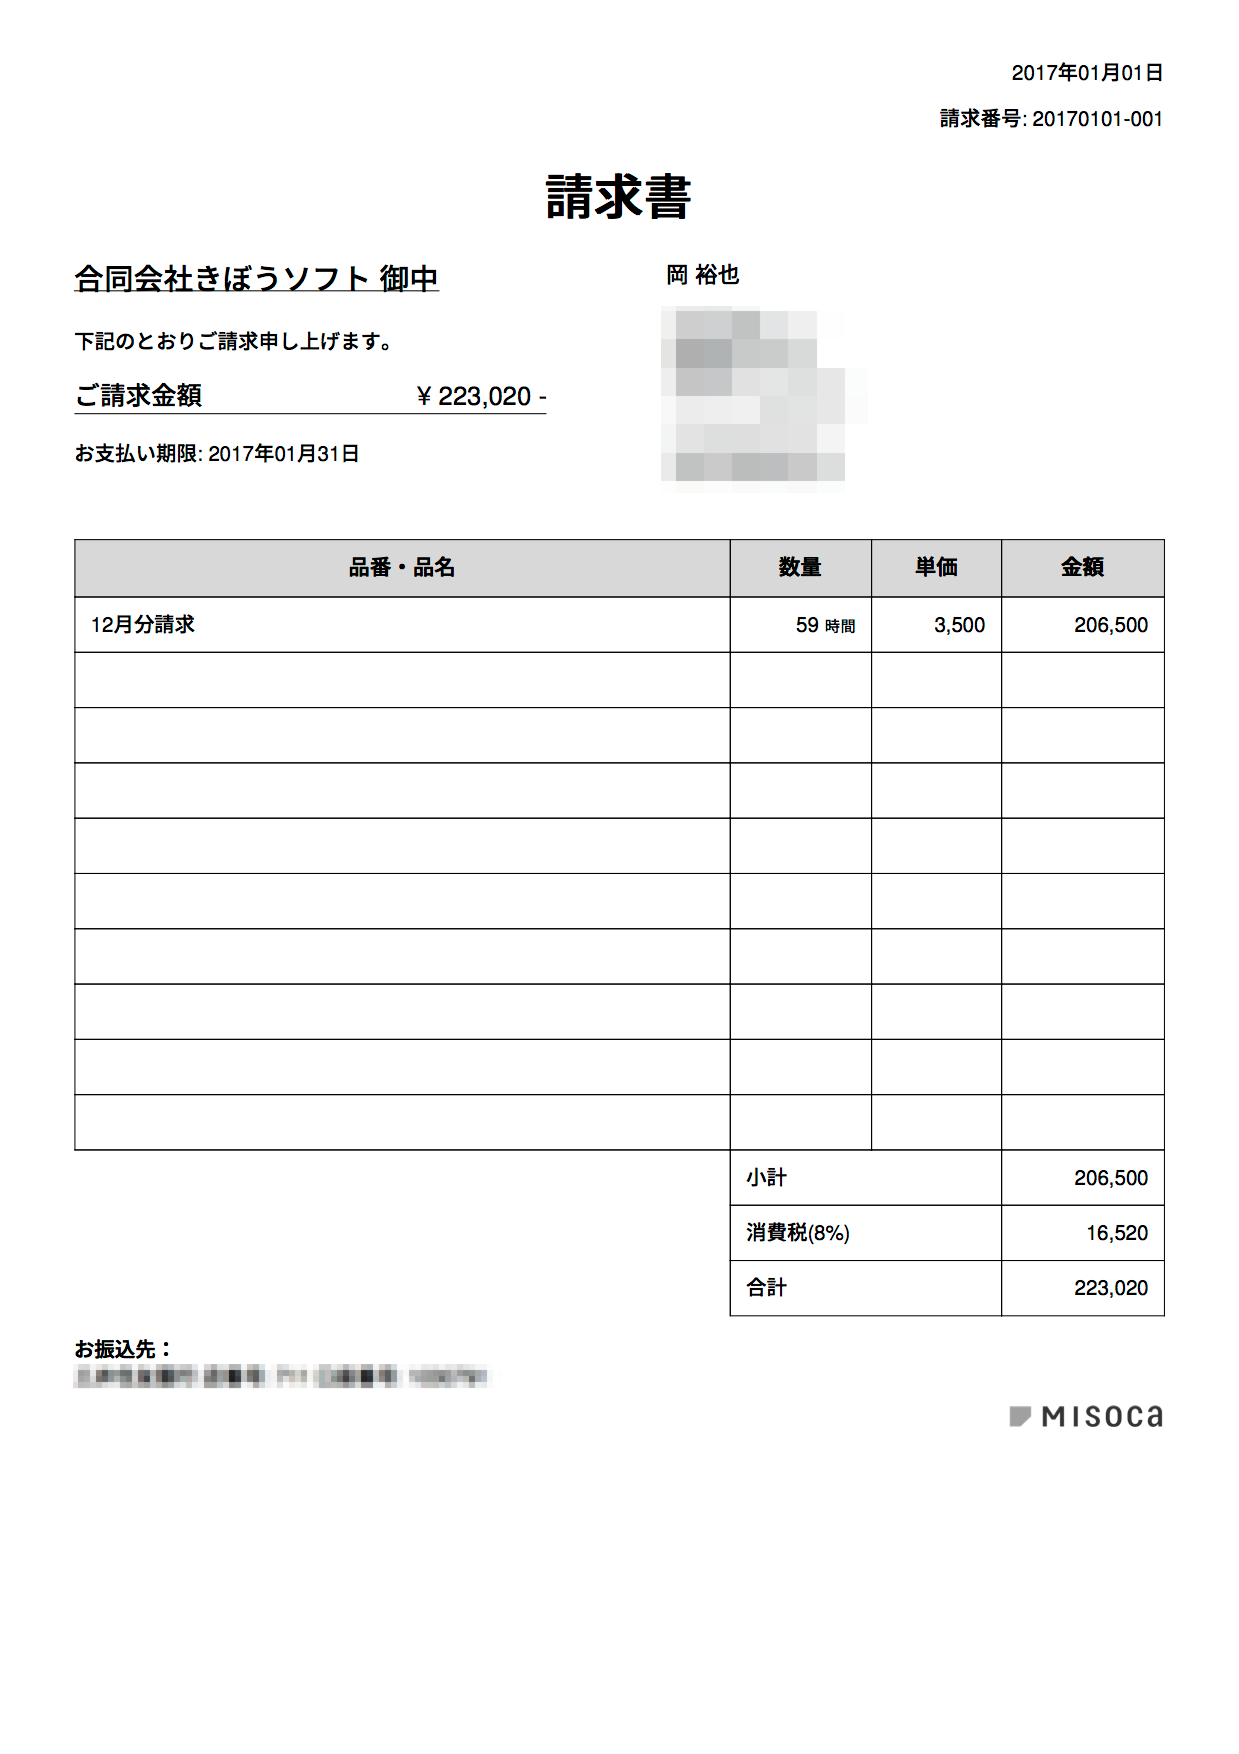 2017年01月01日
請求番号: 20170101-001
請求書
合同会社きぼうソフト 御中
岡 裕也
下記のとおりご請求申し上げます。
ご請求金額 ¥ 223,020 -
お支払い期限: 2017年01月31日
品番・品名 数量 単価 金額
12月分請求 59 時間 3,500 206,500
小計 206,500
消費税(8%) 16,520
合計 223,020
お振込先：
MISOCa